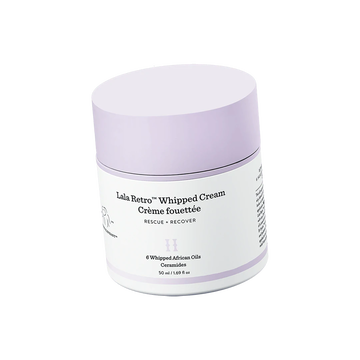 Lala Retro™ Whipped Cream
Crème fouettée
RESCUE + RECOVER
6 Whipped African Oils
Ceramides
50 ml / 1.69 fl oz